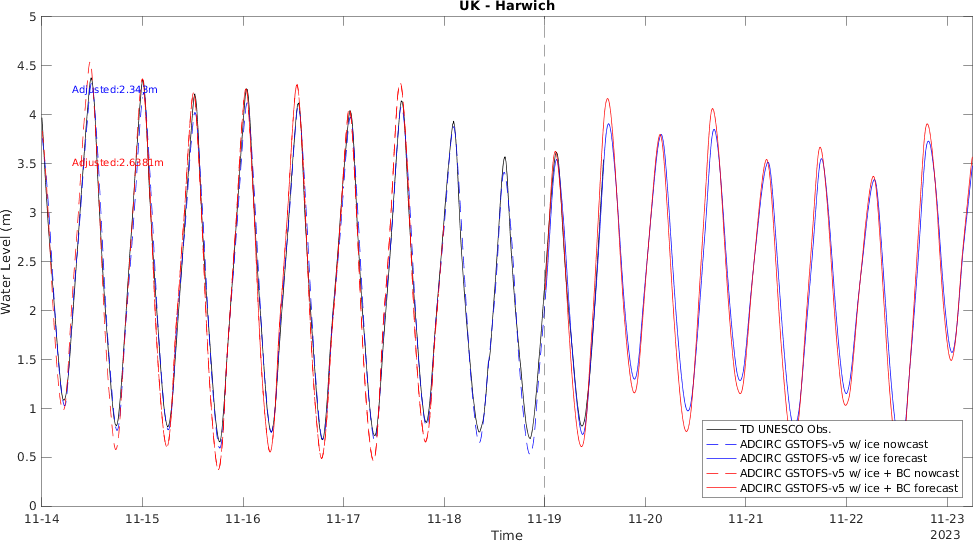 UK - Harwich
5
4.5
4
3.5
3
2.5
2
1.5
1
0.5
0
Water Level (m)
Adjusted:2.343m
Adjusted:2.6381m
TD UNESCO Obs.
ADCIRC GSTOFS-v5 w/ ice nowcast
ADCIRC GSTOFS-v5 w/ ice forecast
ADCIRC GSTOFS-v5 w/ ice + BC nowcast
ADCIRC GSTOFS-v5 w/ ice + BC forecast
11-14 11-15 11-16 11-17 11-18 11-19 11-20 11-21 11-22 11-23
Time
2023